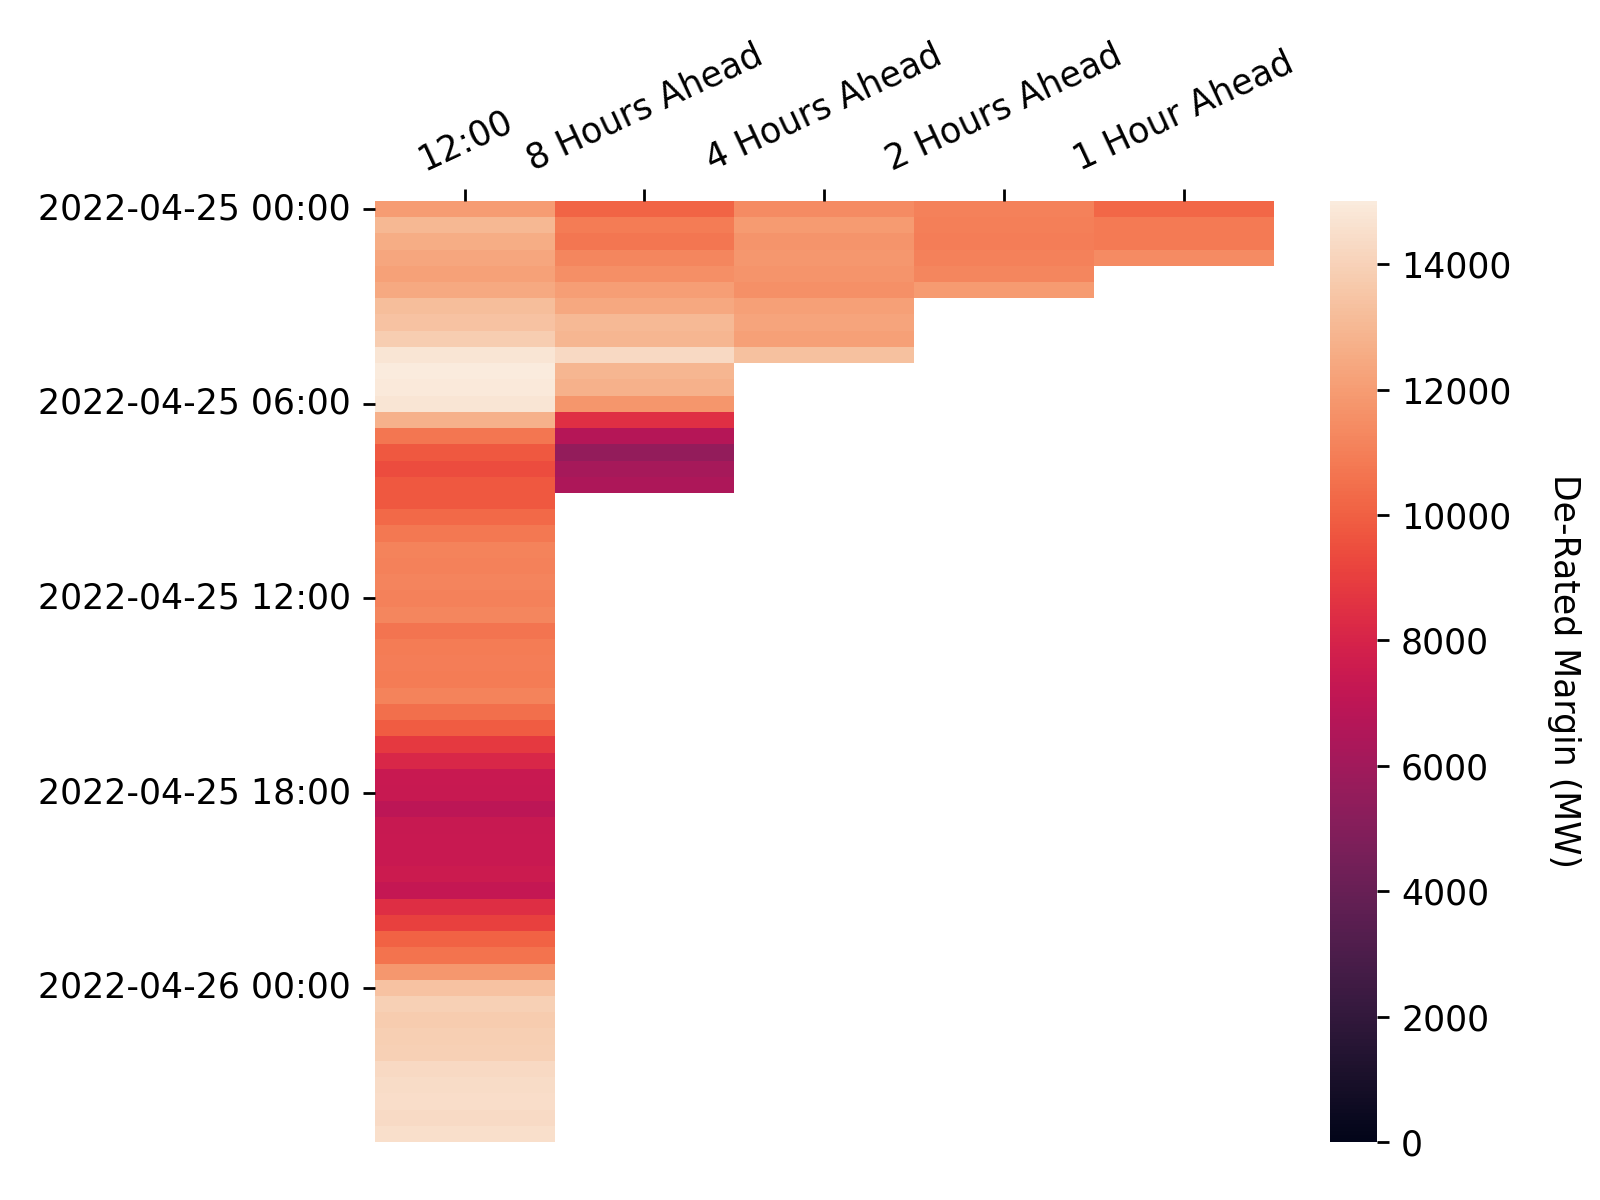 12:00
8 Hours Ahead
4 Hours Ahead
2 Hours Ahead
1 Hour Ahead
2022-04-25 00:00
2022-04-25 06:00
2022-04-25 12:00
2022-04-25 18:00
2022-04-26 00:00
14000
12000
10000
8000
6000
4000
2000
0
De-Rated Margin (MW)